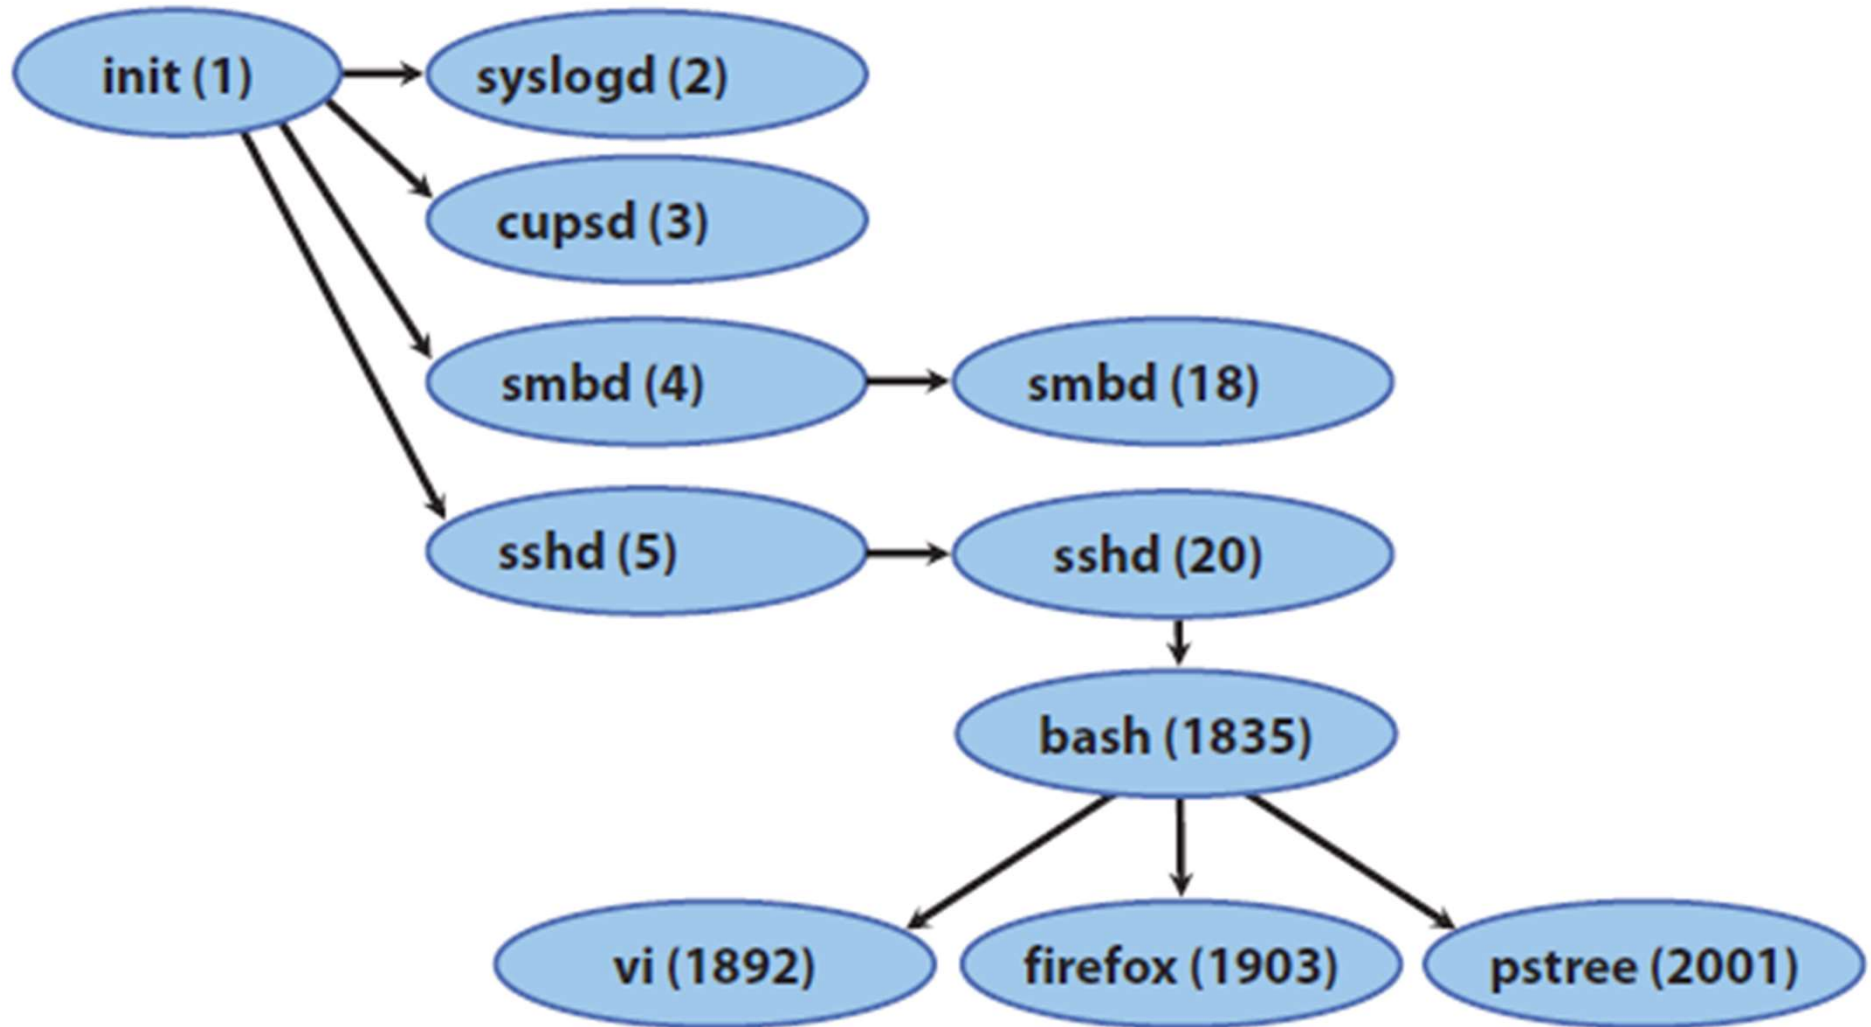 init (1)
syslogd (2)
cupsd (3)
smbd (4)
smbd (18)
sshd (5)
sshd (20)
bash (1835)
vi (1892)
firefox (1903)
pstree (2001)